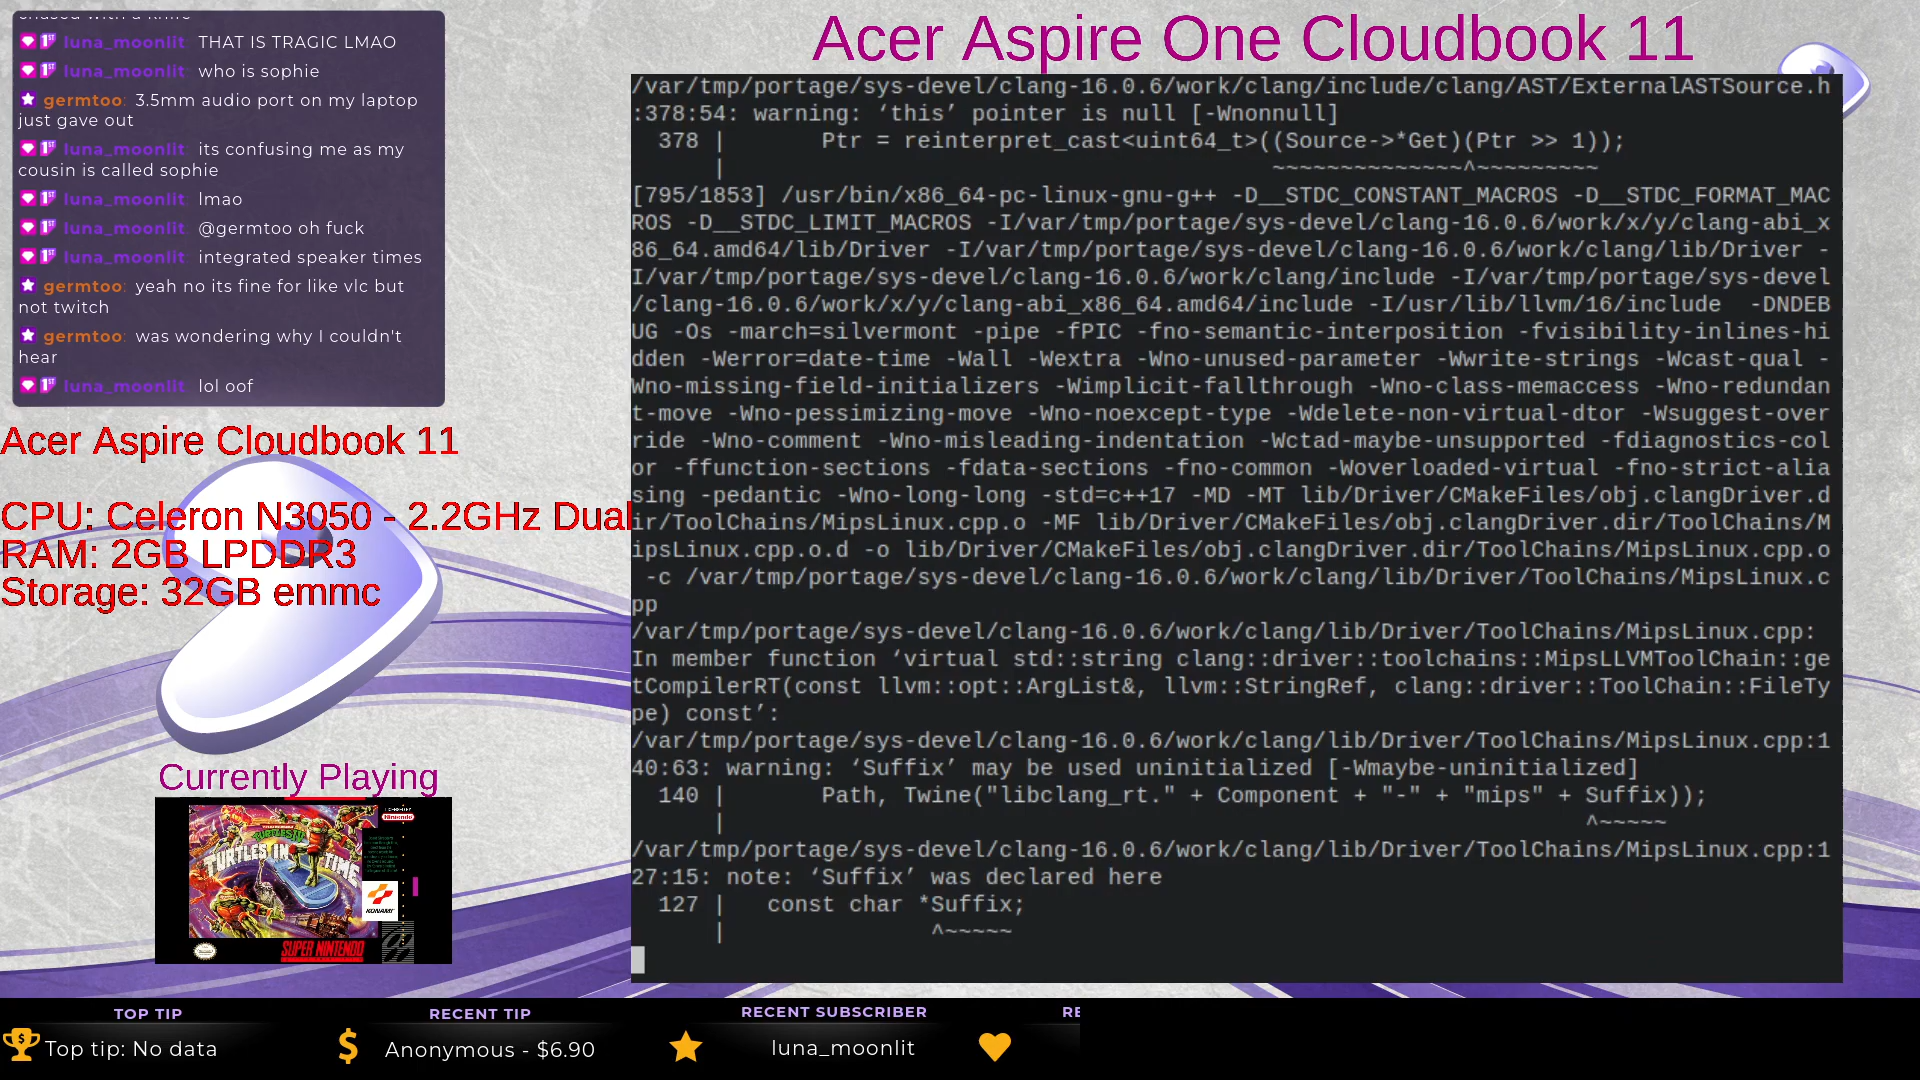 luna_moonlit: THAT IS TRAGIC LMAO
luna_moonlit: who is sophie
germtoo: 3.5mm audio port on my laptop
just gave out
luna_moonlit: its confusing me as my
cousin is called sophie
luna_moonlit: lmao
luna_moonlit: @germtoo oh fuck
luna_moonlit: integrated speaker times
germtoo: yeah no its fine for like vlc but
not twitch
germtoo: was wondering why I couldn't
hear
luna_moonlit: lol oof
Acer Aspire Cloudbook 11
CPU: Celeron N3050 - 2.2GHz Dual
RAM: 2GB LPDDR3
Storage: 32GB emmc
Currently Playing
TURTLES IN TIME
Nintendo
KONAMI
SUPER NINTENDO
Acer Aspire One Cloudbook 11
/var/tmp/portage/sys-devel/clang-16.0.6/work/clang/include/clang/AST/ExternalASTSource.h
:378:54: warning: ‘this’ pointer is null [-Wnonnull]
  378 |       Ptr = reinterpret_cast<uint64_t>((Source->*Get)(Ptr >> 1));
      |                                        ~~~~~~~~~~~~~~^~~~~~~~~~
[795/1853] /usr/bin/x86_64-pc-linux-gnu-g++ -D__STDC_CONSTANT_MACROS -D__STDC_FORMAT_MAC
ROS -D__STDC_LIMIT_MACROS -I/var/tmp/portage/sys-devel/clang-16.0.6/work/x/y/clang-abi_x
86_64.amd64/lib/Driver -I/var/tmp/portage/sys-devel/clang-16.0.6/work/clang/lib/Driver -
I/var/tmp/portage/sys-devel/clang-16.0.6/work/clang/include -I/var/tmp/portage/sys-devel
/clang-16.0.6/work/x/y/clang-abi_x86_64.amd64/include -I/usr/lib/llvm/16/include  -DNDEB
UG -Os -march=silvermont -pipe -fPIC -fno-semantic-interposition -fvisibility-inlines-hi
dden -Werror=date-time -Wall -Wextra -Wno-unused-parameter -Wwrite-strings -Wcast-qual -
Wno-missing-field-initializers -Wimplicit-fallthrough -Wno-class-memaccess -Wno-redundan
t-move -Wno-pessimizing-move -Wno-noexcept-type -Wdelete-non-virtual-dtor -Wsuggest-over
ride -Wno-comment -Wno-misleading-indentation -Wctad-maybe-unsupported -fdiagnostics-col
or -ffunction-sections -fdata-sections -fno-common -Woverloaded-virtual -fno-strict-alia
sing -pedantic -Wno-long-long -std=c++17 -MD -MT lib/Driver/CMakeFiles/obj.clangDriver.d
ir/ToolChains/MipsLinux.cpp.o -MF lib/Driver/CMakeFiles/obj.clangDriver.dir/ToolChains/M
ipsLinux.cpp.o.d -o lib/Driver/CMakeFiles/obj.clangDriver.dir/ToolChains/MipsLinux.cpp.o
 -c /var/tmp/portage/sys-devel/clang-16.0.6/work/clang/lib/Driver/ToolChains/MipsLinux.c
pp
/var/tmp/portage/sys-devel/clang-16.0.6/work/clang/lib/Driver/ToolChains/MipsLinux.cpp:
In member function ‘virtual std::string clang::driver::toolchains::MipsLLVMToolChain::ge
tCompilerRT(const llvm::opt::ArgList&, llvm::StringRef, clang::driver::ToolChain::FileTy
pe) const’:
/var/tmp/portage/sys-devel/clang-16.0.6/work/clang/lib/Driver/ToolChains/MipsLinux.cpp:1
40:63: warning: ‘Suffix’ may be used uninitialized [-Wmaybe-uninitialized]
  140 |       Path, Twine("libclang_rt." + Component + "-" + "mips" + Suffix));
      |                                                               ^~~~~~
/var/tmp/portage/sys-devel/clang-16.0.6/work/clang/lib/Driver/ToolChains/MipsLinux.cpp:1
27:15: note: ‘Suffix’ was declared here
  127 |   const char *Suffix;
      |               ^~~~~~
TOP TIP
Top tip: No data
RECENT TIP
Anonymous - $6.90
RECENT SUBSCRIBER
luna_moonlit
RE